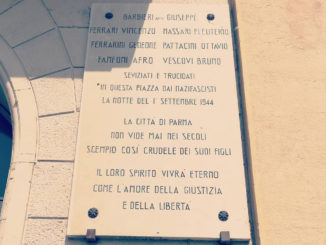 BARBIERI GIUSEPPE
FERRARI VINCENZO MASSARI ELEUTERIO
FERRARINI GEDEONE PATTACINI OTTAVIO
FANFONI AFRO VESCOVI BRUNO
SEVIZIATI E TRUCIDATI
IN QUESTA PIAZZA DAI NAZIFASCISTI
LA NOTTE DEL 1° SETTEMBRE 1944
LA CITTÀ DI PARMA
NON VIDE MAI NEI SECOLI
SCEMPIO COSÌ CRUDELE DEI SUOI FIGLI
IL LORO SPIRITO VIVRÀ ETERNO
COME L'AMORE DELLA GIUSTIZIA
E DELLA LIBERTÀ